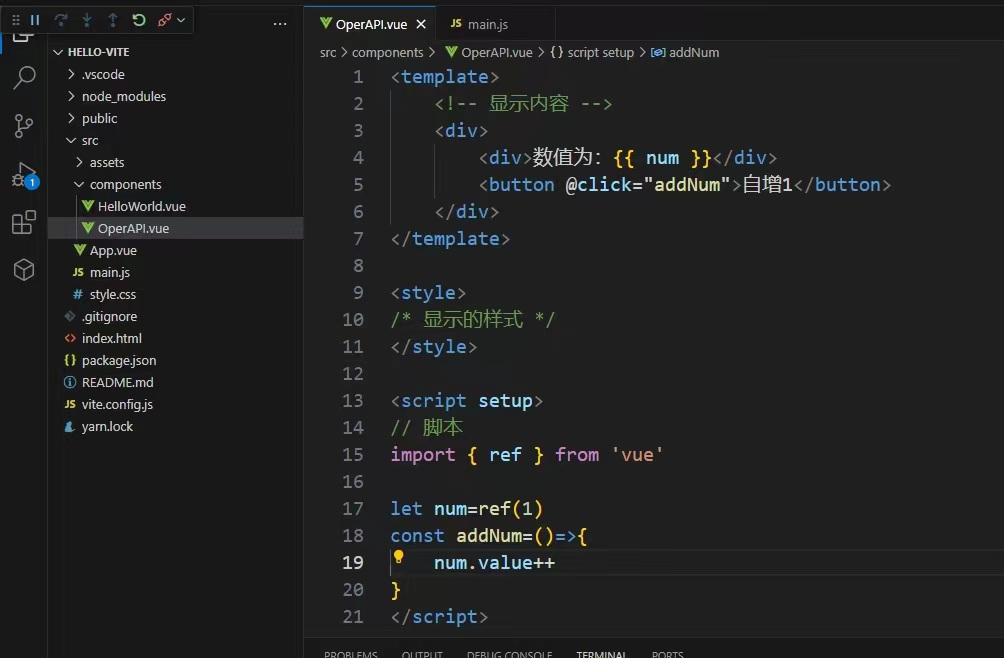 ...
OperAPI.vue
JS main.js
HELLO-VITE
src > components > OperAPI.vue > {} script setup > addNum
> .vscode
> node_modules
> public
src
> assets
components
HelloWorld.vue
OperAPI.vue
App.vue
JS main.js
# style.css
.gitignore
<> index.html
{} package.json
README.md
JS vite.config.js
yarn.lock
1
1 <template>
2 <!-- 显示内容 -->
3 <div>
4 <div>数值为: {{ num }}</div>
5 <button @click="addNum">自增1</button>
6 </div>
7 </template>
8
9 <style>
10 /* 显示的样式 */
11 </style>
12
13 <script setup>
14 // 脚本
15 import { ref } from 'vue'
16
17 let num=ref(1)
18 const addNum=()=>{
19 num.value++
20 }
21 </script>
PROBLEMS OUTPUT DEBUG CONSOLE TERMINAL PORTS